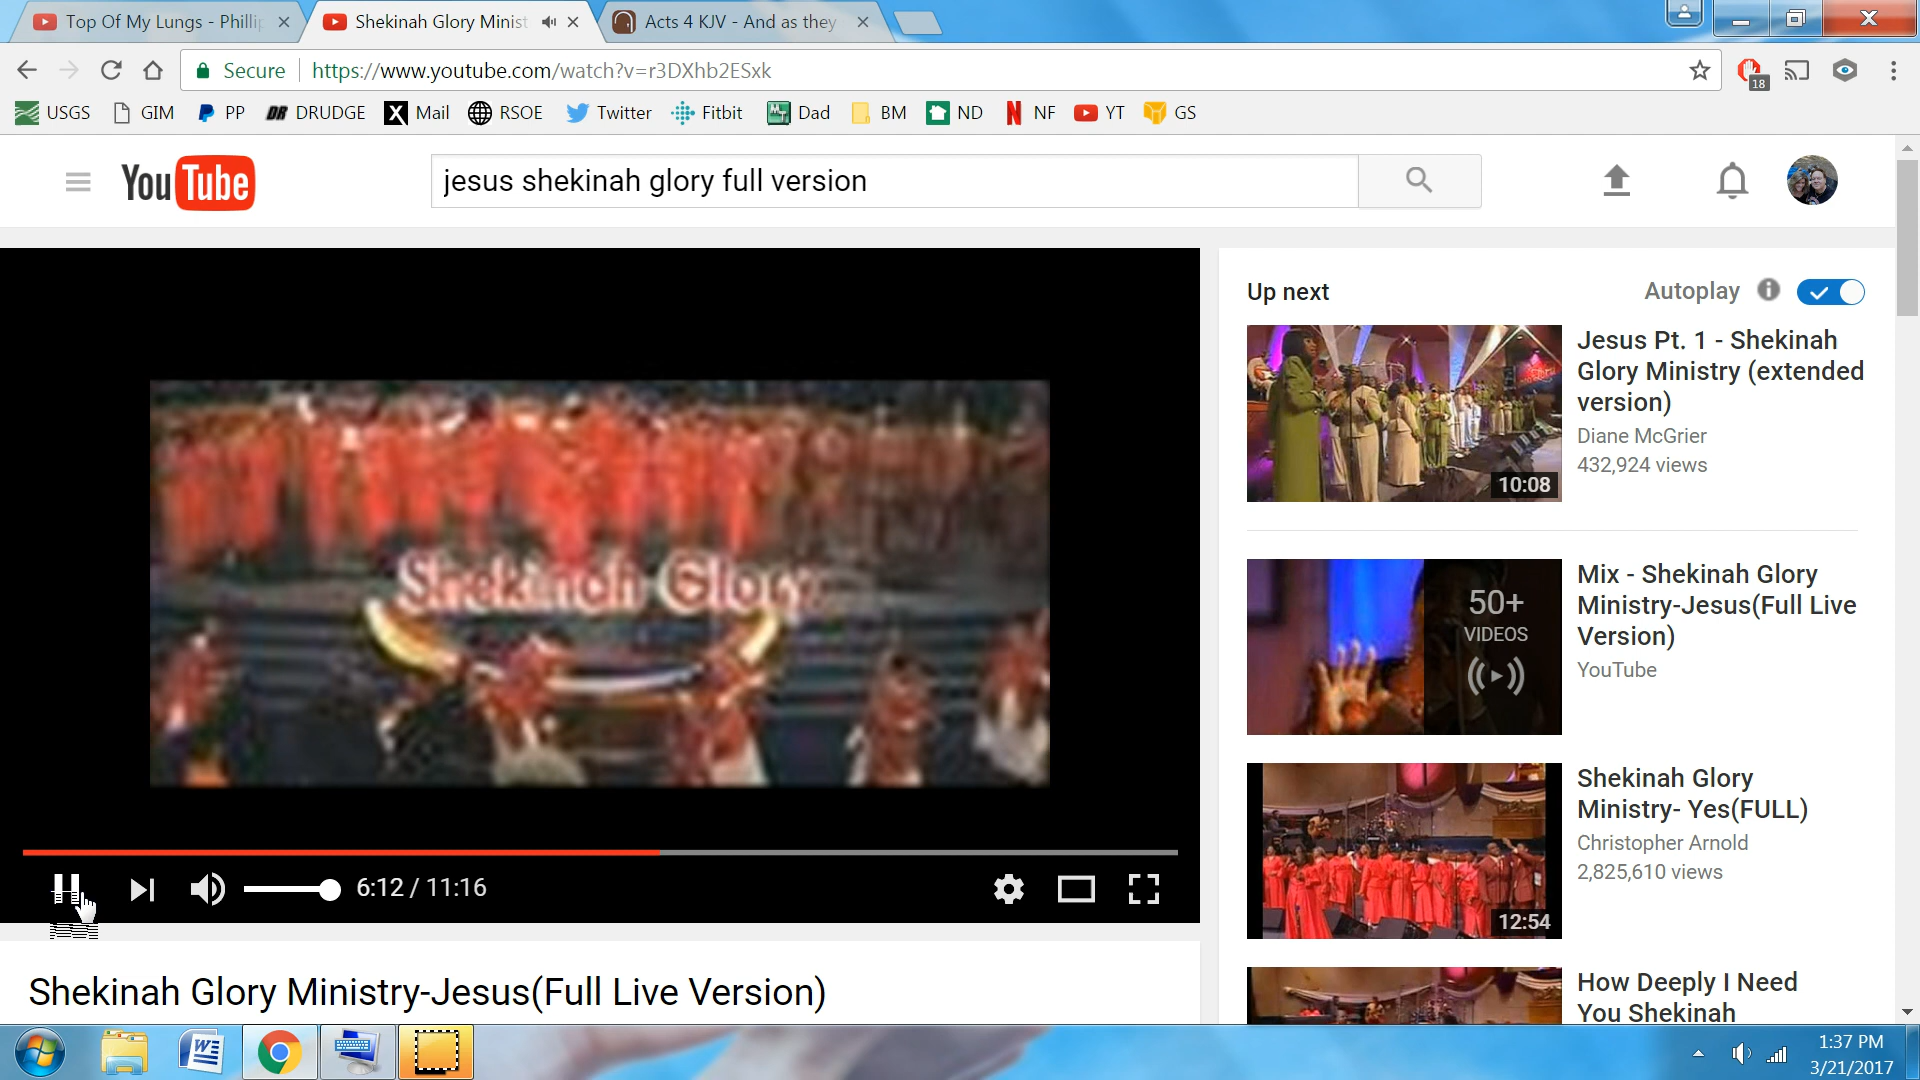 Top Of My Lungs - Phillip
Shekinah Glory Minist
Acts 4 KJV - And as they
Secure
https://www.youtube.com/watch?v=r3DXhb2ESxk
18
USGS
GIM
PP
DR DRUDGE
X Mail
RSOE
Twitter
Fitbit
Dad
BM
ND
N NF
YT
GS
YouTube
jesus shekinah glory full version
Shekinah Glory
6:12 / 11:16
Shekinah Glory Ministry-Jesus(Full Live Version)
Up next
Autoplay
Jesus Pt. 1 - Shekinah
Glory Ministry (extended
version)
Diane McGrier
432,924 views
10:08
50+
VIDEOS
Mix - Shekinah Glory
Ministry-Jesus(Full Live
Version)
YouTube
Shekinah Glory
Ministry- Yes(FULL)
Christopher Arnold
2,825,610 views
12:54
How Deeply I Need
You Shekinah
W
1:37 PM
3/21/2017